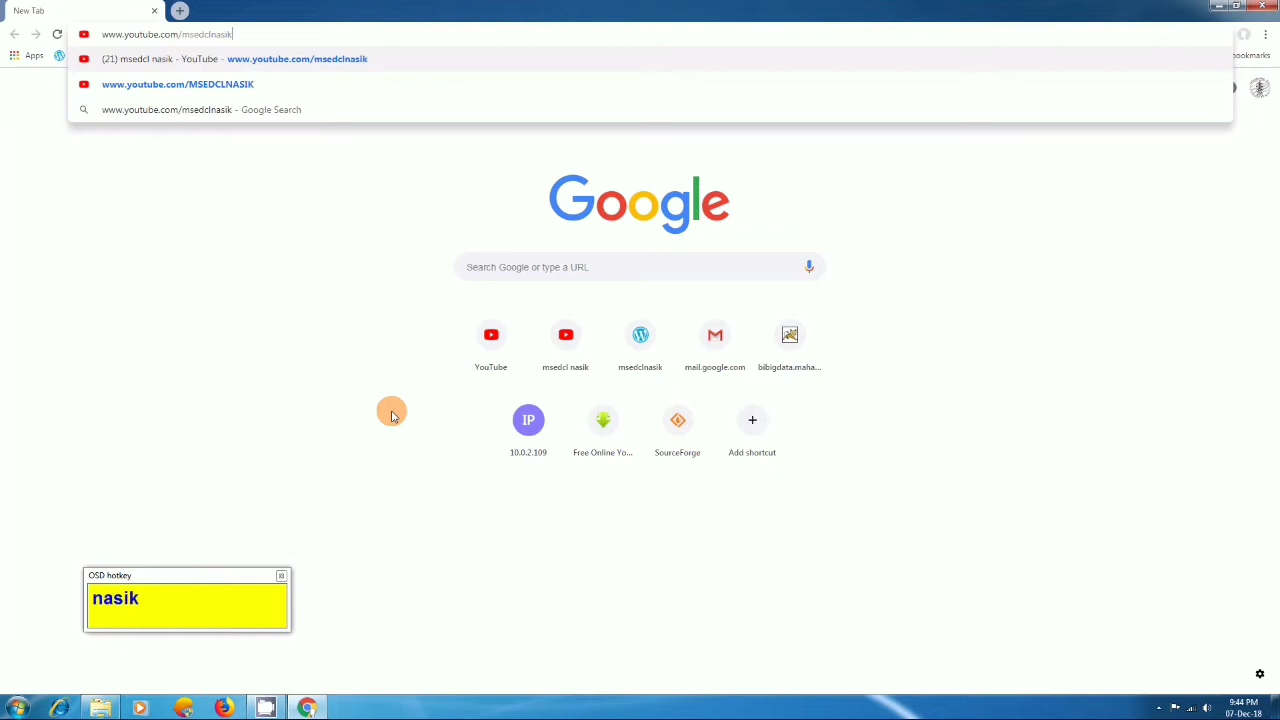 New Tab
www.youtube.com/msedclnasik
Apps
bookmarks
(21) msedcl nasik - YouTube - www.youtube.com/msedclnasik
www.youtube.com/MSEDCLNASIK
www.youtube.com/msedclnasik - Google Search
Google
Search Google or type a URL
YouTube
msedcl nasik
msedclnasik
mail.google.com
bibigdata.maha...
IP
10.0.2.109
Free Online Yo...
SourceForge
Add shortcut
OSD hotkey
nasik
9:44 PM
07-Dec-18